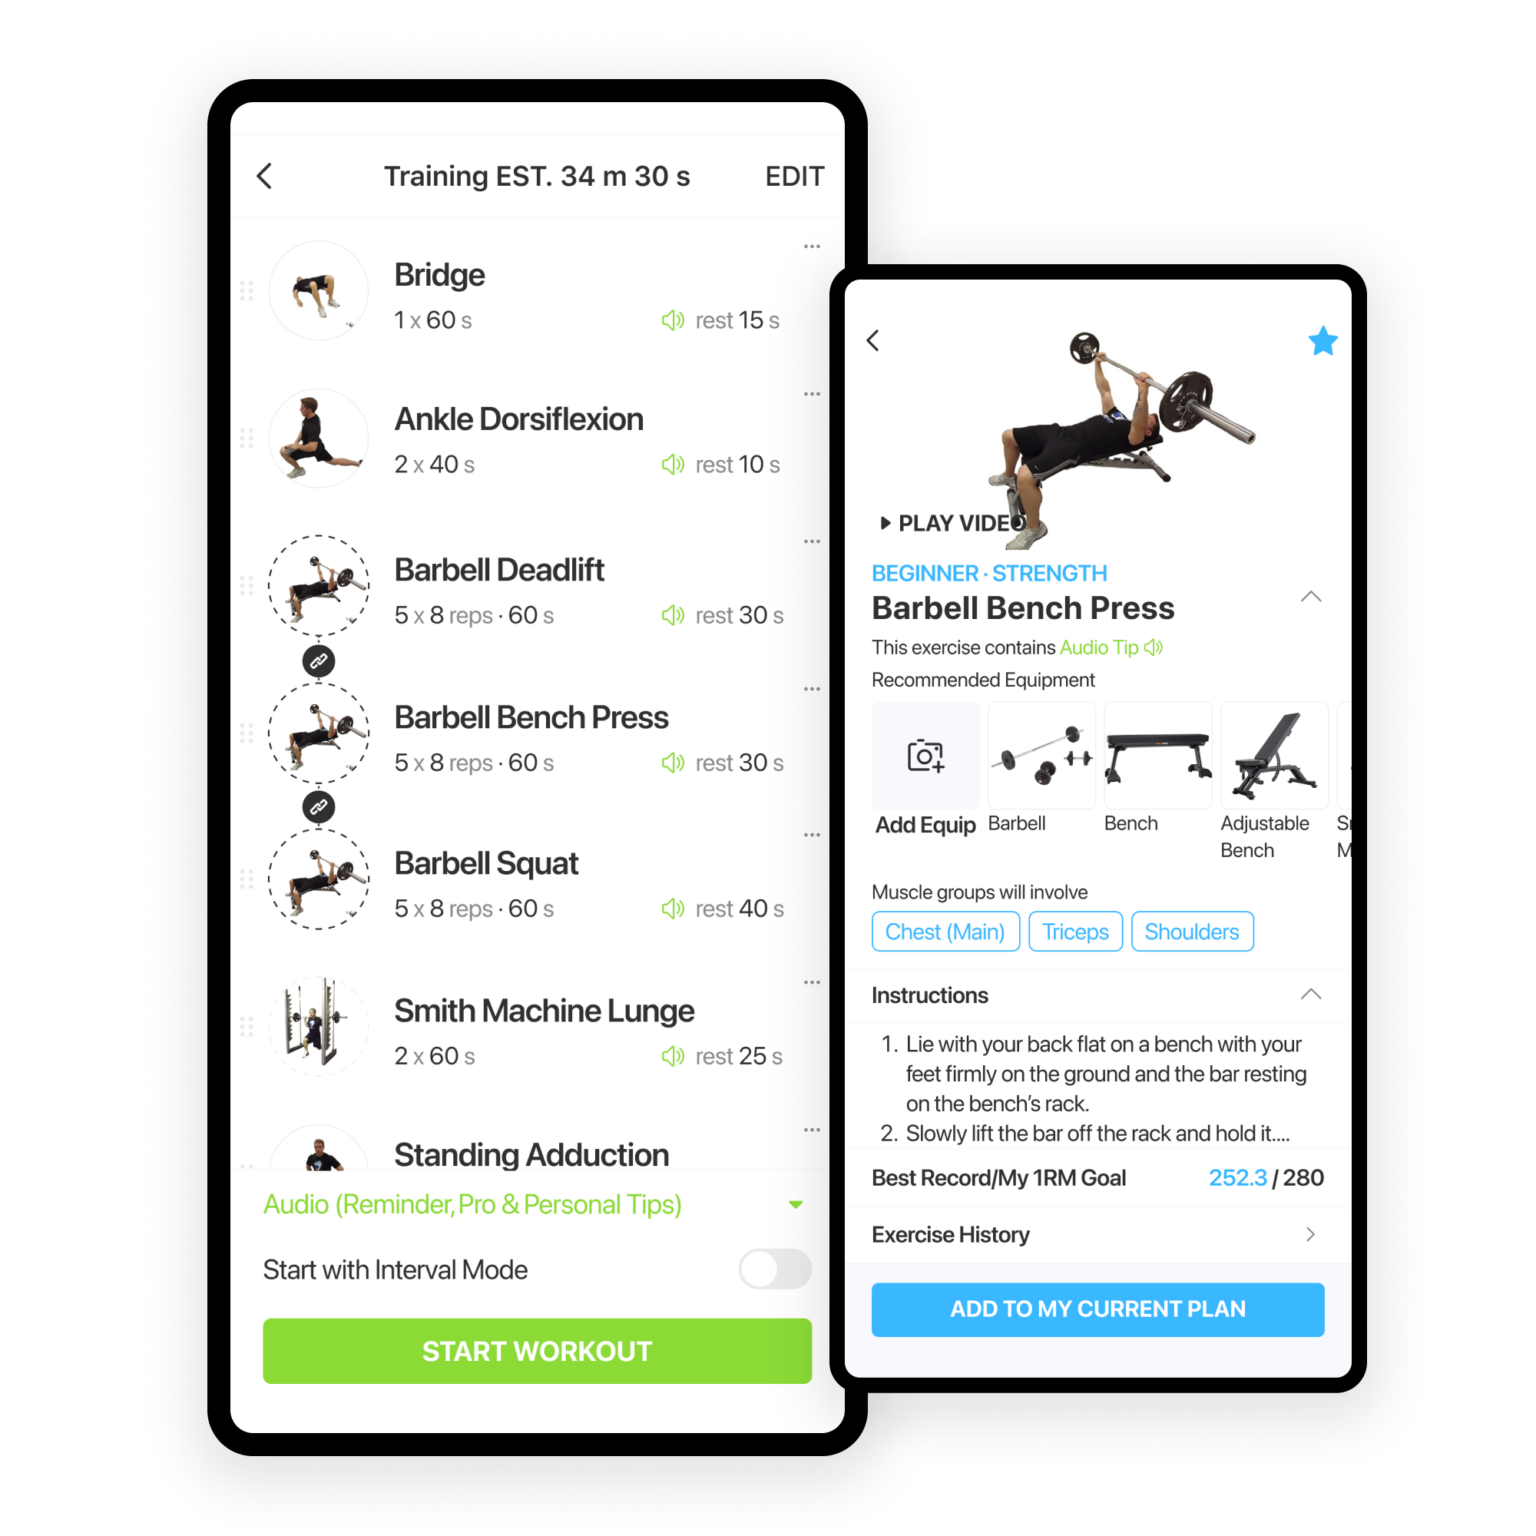 Training EST. 34 m 30 s
EDIT
Bridge
1 x 60 s
rest 15 s
Ankle Dorsiflexion
2 x 40 s
rest 10 s
Barbell Deadlift
5 x 8 reps · 60 s
rest 30 s
Barbell Bench Press
5 x 8 reps · 60 s
rest 30 s
Barbell Squat
5 x 8 reps · 60 s
rest 40 s
Smith Machine Lunge
2 x 60 s
rest 25 s
Standing Adduction
Audio (Reminder, Pro & Personal Tips)
Start with Interval Mode
START WORKOUT
PLAY VIDEO
BEGINNER · STRENGTH
Barbell Bench Press
This exercise contains Audio Tip
Recommended Equipment
Add Equip
Barbell
Bench
Adjustable
Bench
Muscle groups will involve
Chest (Main)
Triceps
Shoulders
Instructions
1. Lie with your back flat on a bench with your
feet firmly on the ground and the bar resting
on the bench's rack.
2. Slowly lift the bar off the rack and hold it....
Best Record/My 1RM Goal
252.3 / 280
Exercise History
ADD TO MY CURRENT PLAN